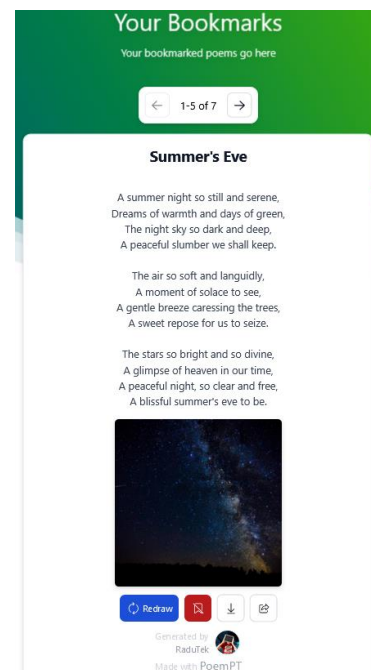 Your Bookmarks
Your bookmarked poems go here
1-5 of 7
Summer's Eve
A summer night so still and serene,
Dreams of warmth and days of green,
The night sky so dark and deep,
A peaceful slumber we shall keep.
The air so soft and languidly,
A moment of solace to see,
A gentle breeze caressing the trees,
A sweet repose for us to seize.
The stars so bright and so divine,
A glimpse of heaven in our time,
A peaceful night, so clear and free,
A blissful summer's eve to be.
Redraw
Generated by
RaduTek
Made with PoemPT